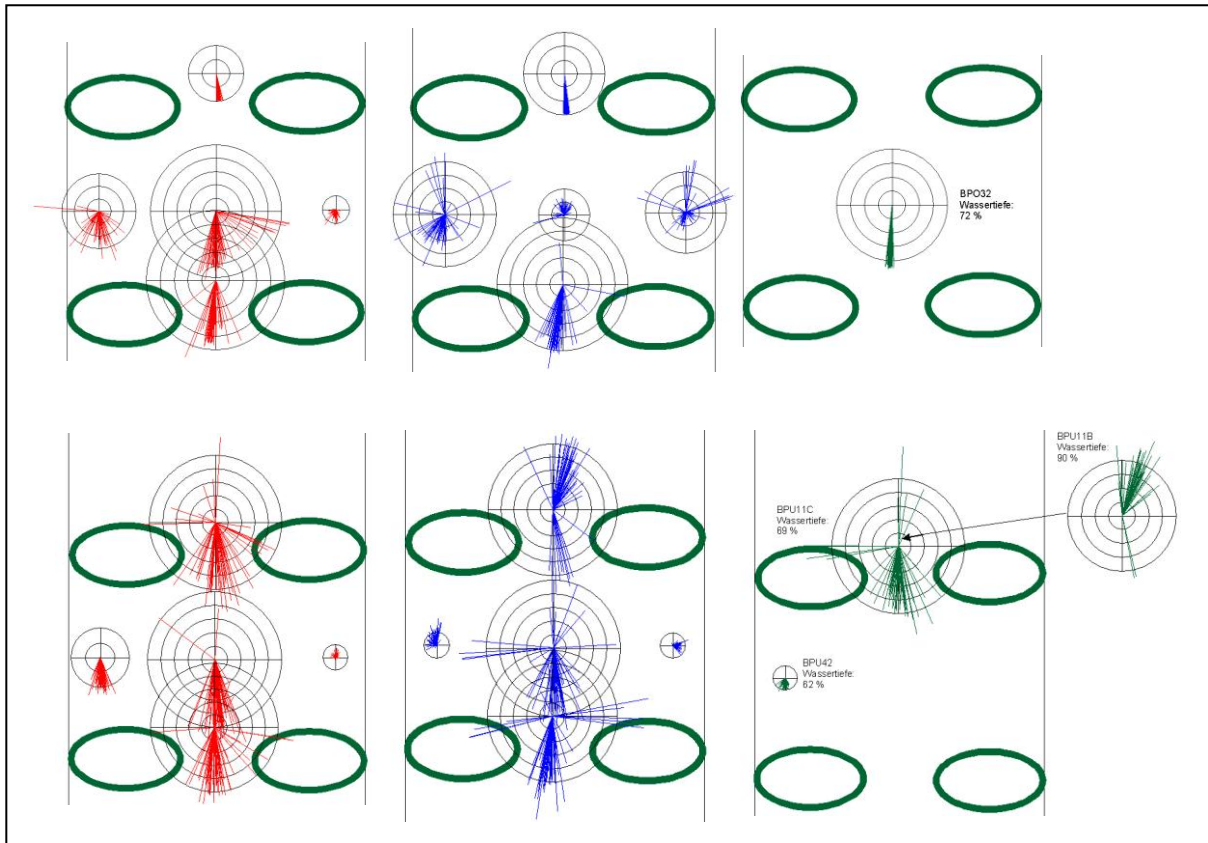 BPO32
Wassertiefe:
72 %
BPU11B
Wassertiefe:
90 %
BPU11C
Wassertiefe:
69 %
BPU42
Wassertiefe:
62 %